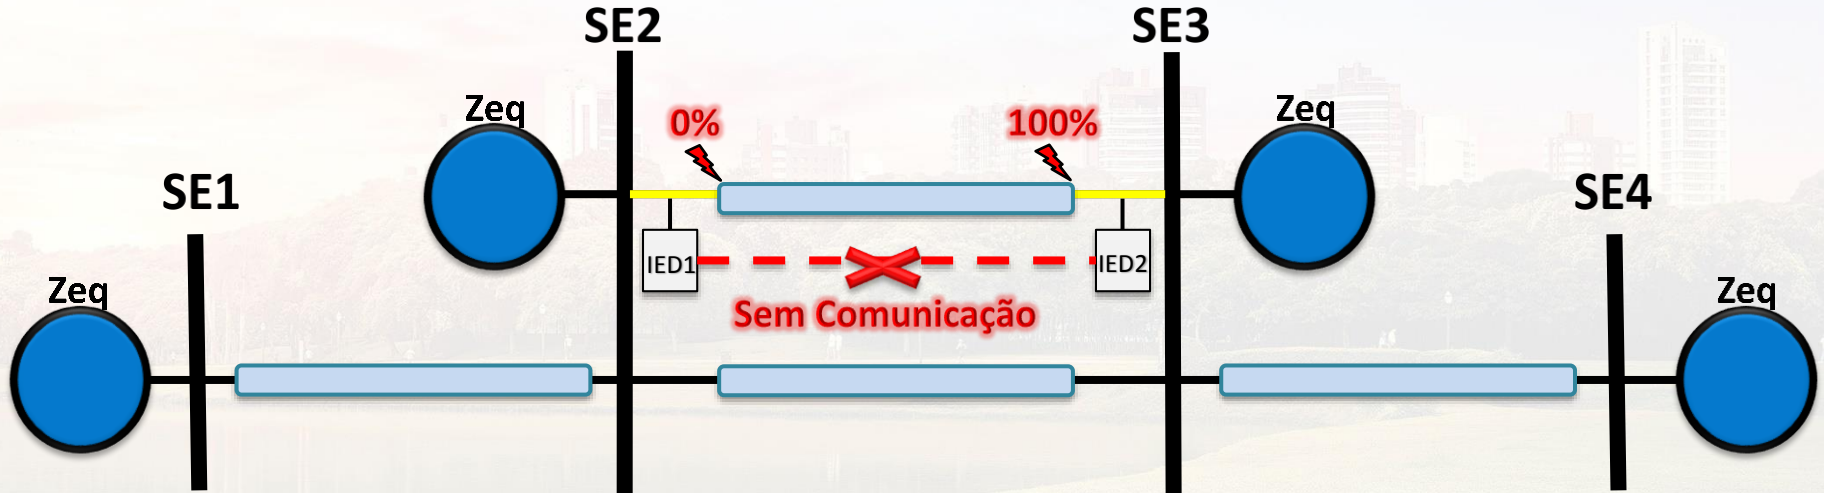 SE2
SE3
Zeq
0%
100%
Zeq
SE1
SE4
IED1
IED2
Zeq
Sem Comunicação
Zeq